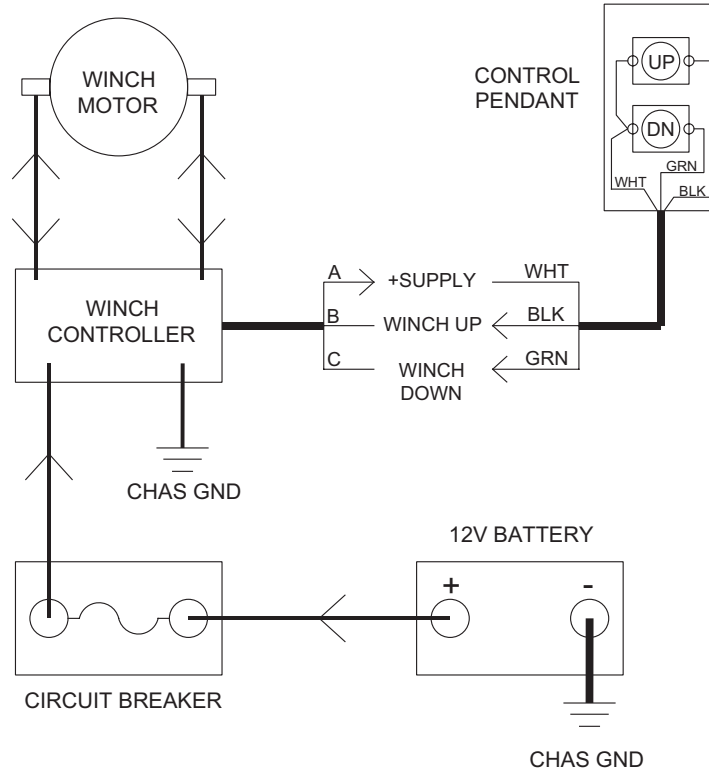 WINCH
MOTOR
CONTROL
PENDANT
UP
DN
GRN
WHT
BLK
WINCH
CONTROLLER
A
+SUPPLY
WHT
B
WINCH UP
BLK
C
WINCH
DOWN
GRN
CHAS GND
12V BATTERY
+
-
CIRCUIT BREAKER
CHAS GND